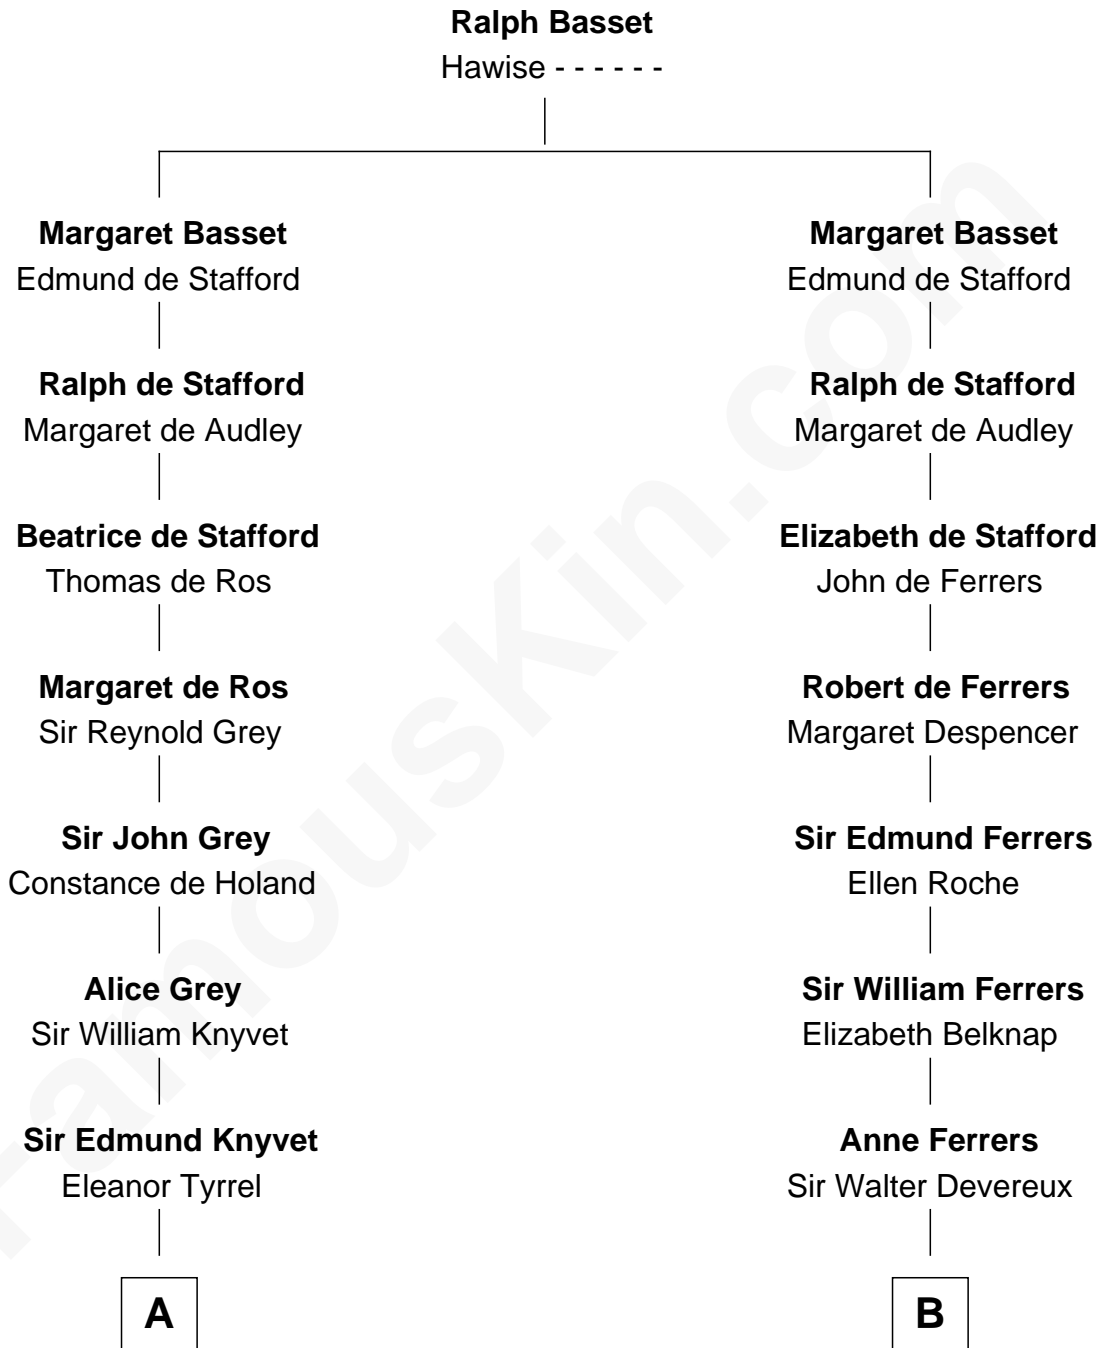 Ralph Basset
Hawise - - - - - -
Margaret Basset
Edmund de Stafford
Ralph de Stafford
Margaret de Audley
Beatrice de Stafford
Thomas de Ros
Margaret de Ros
Sir Reynold Grey
Sir John Grey
Constance de Holand
Alice Grey
Sir William Knyvet
Sir Edmund Knyvet
Eleanor Tyrrel
A
Margaret Basset
Edmund de Stafford
Ralph de Stafford
Margaret de Audley
Elizabeth de Stafford
John de Ferrers
Robert de Ferrers
Margaret Despencer
Sir Edmund Ferrers
Ellen Roche
Sir William Ferrers
Elizabeth Belknap
Anne Ferrers
Sir Walter Devereux
B
FamousKin.com